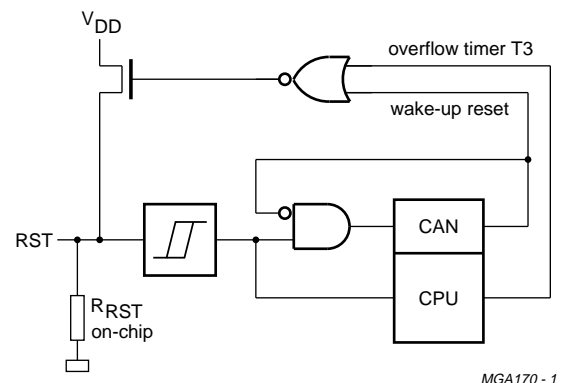 VDD
overflow timer T3
wake-up reset
CAN
RST
CPU
RRST
on-chip
MGA170 - 1